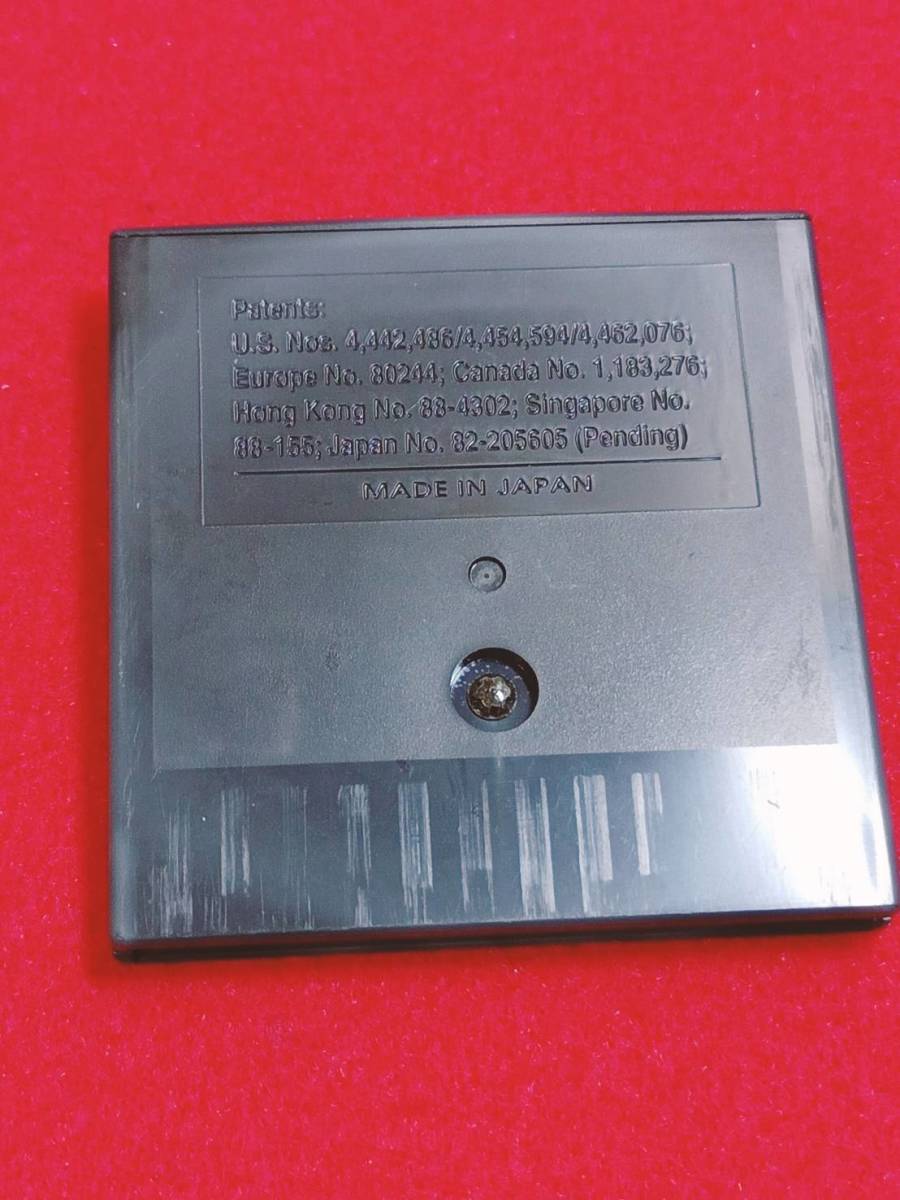 Patents:
U.S. Nos. 4,442,486/4,454,594/4,462,076;
Europe No. 80244; Canada No. 1,183,276;
Hong Kong No. 88-4302; Singapore No.
88-155; Japan No. 82-205605 (Pending)
MADE IN JAPAN